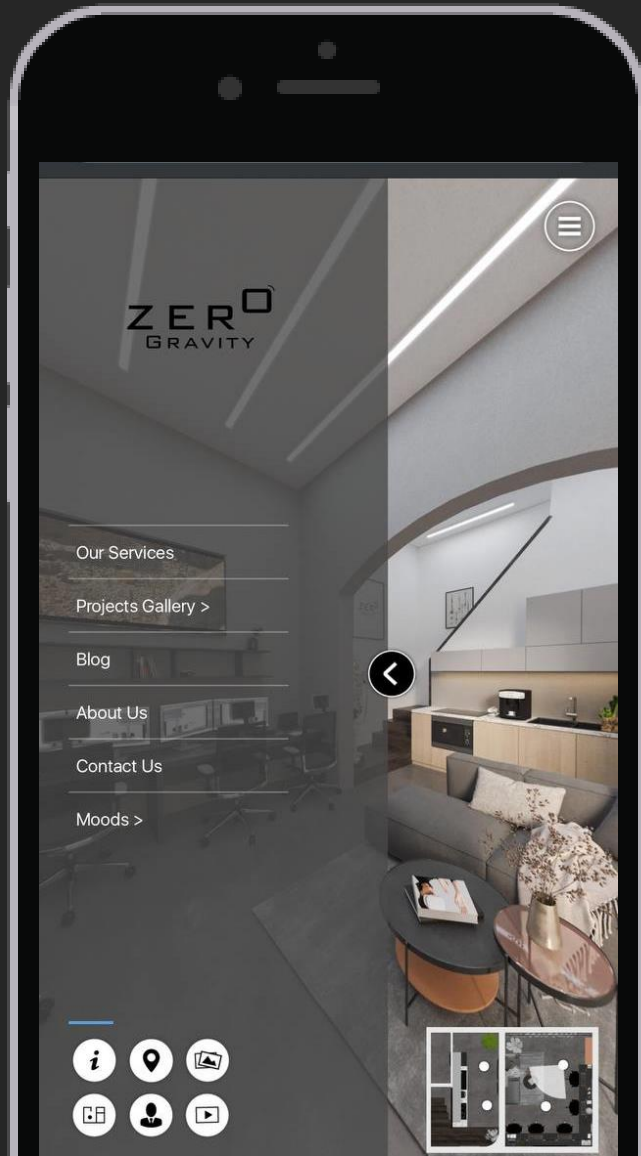 ZERO
GRAVITY
Our Services
Projects Gallery >
Blog
About Us
Contact Us
Moods >